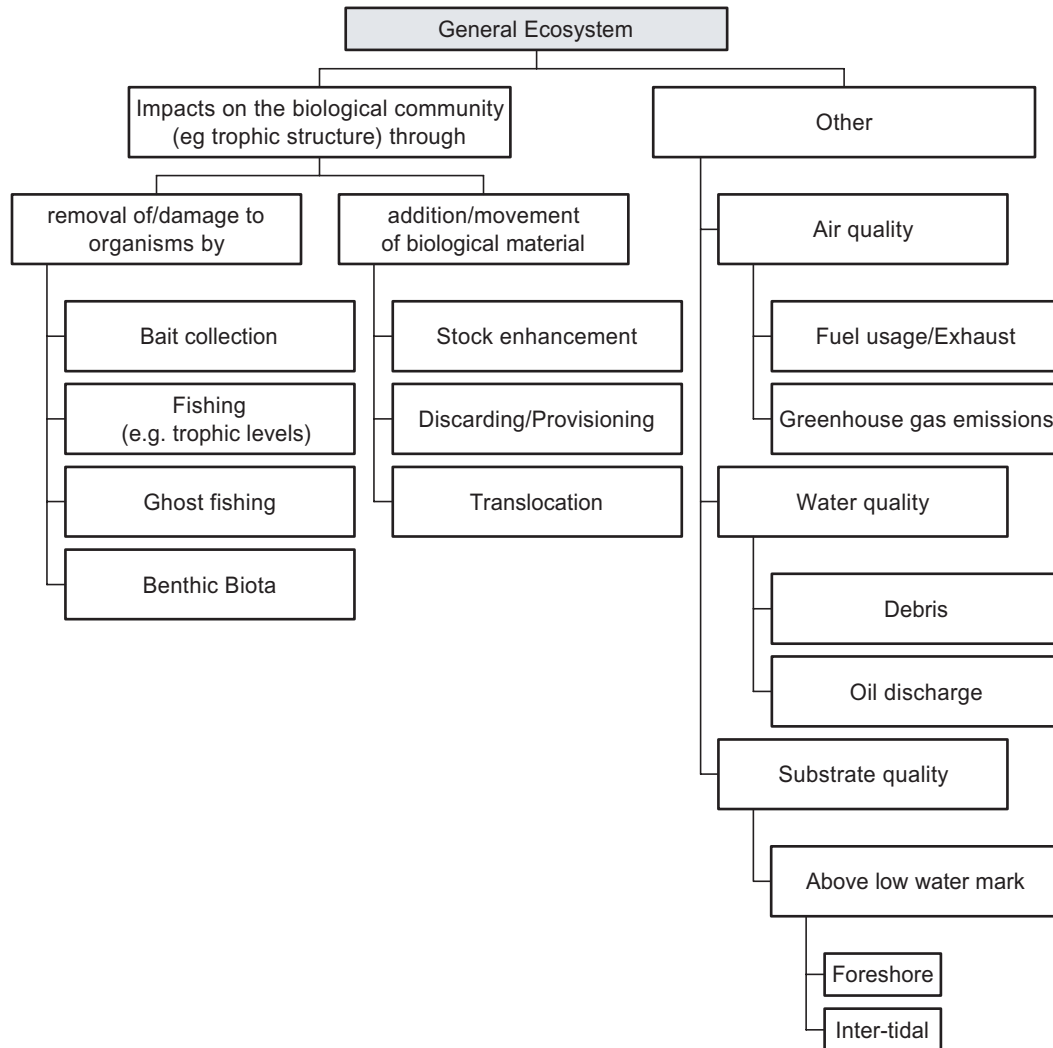 General Ecosystem
Impacts on the biological community
(eg trophic structure) through
removal of/damage to
organisms by
Bait collection
Fishing
(e.g. trophic levels)
Ghost fishing
Benthic Biota
addition/movement
of biological material
Stock enhancement
Discarding/Provisioning
Translocation
Other
Air quality
Fuel usage/Exhaust
Greenhouse gas emissions
Water quality
Debris
Oil discharge
Substrate quality
Above low water mark
Foreshore
Inter-tidal